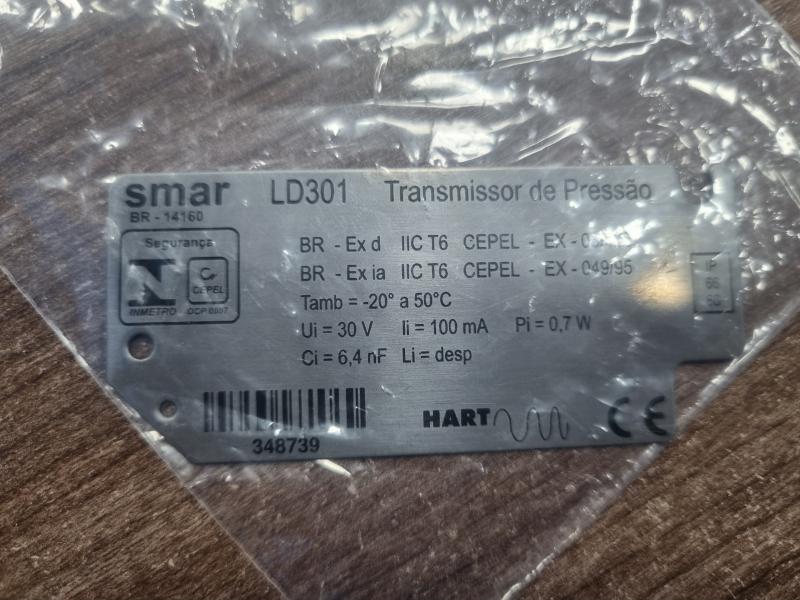 smar LD301 Transmissor de Pressão
BR - 14160
Segurança
INMETRO
CEPEL
OCP 0007
BR - Ex d IIC T6 CEPEL - EX -
BR - Ex ia IIC T6 CEPEL - EX - 049/95
Tamb = -20° a 50°C
Ui = 30 V Ii = 100 mA Pi = 0,7 W
Ci = 6,4 nF Li = desp
IP
66
348739
HART
CE